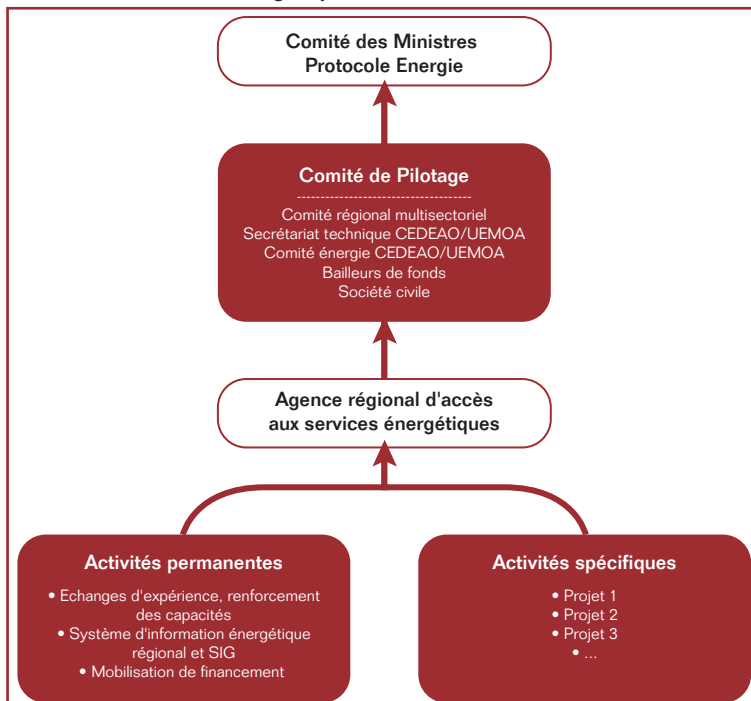 Comité des Ministres
Protocole Energie
Comité de Pilotage
------------------------------------
Comité régional multisectoriel
Secrétariat technique CEDEAO/UEMOA
Comité énergie CEDEAO/UEMOA
Bailleurs de fonds
Société civile
Agence régional d'accès
aux services énergétiques
Activités permanentes
• Echanges d'expérience, renforcement
des capacités
• Système d'information énergétique
régional et SIG
• Mobilisation de financement
Activités spécifiques
• Projet 1
• Projet 2
• Projet 3
• ...